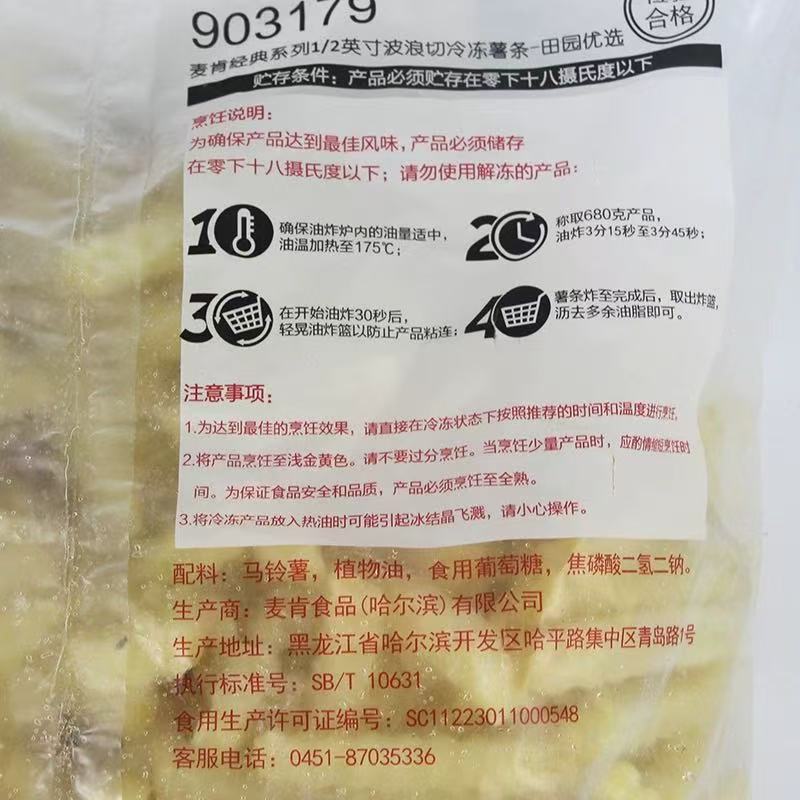 903179
合格
麦肯经典系列1/2英寸波浪切冷冻薯条-田园优选
贮存条件：产品必须贮存在零下十八摄氏度以下
烹饪说明：
为确保产品达到最佳风味，产品必须储存
在零下十八摄氏度以下；请勿使用解冻的产品：
1 确保油炸炉内的油量适中，
油温加热至175℃；
2 称取680克产品，
油炸3分15秒至3分45秒；
3 在开始油炸30秒后，
轻晃油炸篮以防止产品粘连：
4 薯条炸至完成后，取出炸篮，
沥去多余油脂即可。
注意事项：
1.为达到最佳的烹饪效果，请直接在冷冻状态下按照推荐的时间和温度进行烹饪。
2.将产品烹饪至浅金黄色。请不要过分烹饪。当烹饪少量产品时，应酌情缩短烹饪时
间。为保证食品安全和品质，产品必须烹饪至全熟。
3.将冷冻产品放入热油时可能引起冰结晶飞溅，请小心操作。
配料：马铃薯，植物油，食用葡萄糖，焦磷酸二氢二钠。
生产商：麦肯食品(哈尔滨)有限公司
生产地址：黑龙江省哈尔滨开发区哈平路集中区青岛路1号
执行标准号：SB/T 10631
食用生产许可证编号：SC11223011000548
客服电话：0451-87035336